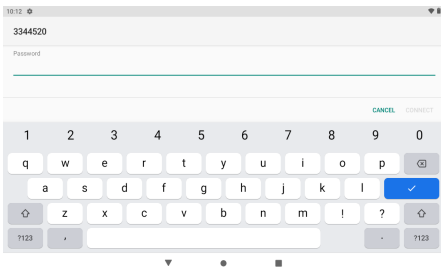 10:12
3344520
Password
CANCEL CONNECT
1 2 3 4 5 6 7 8 9 0
q w e r t y u i o p
a s d f g h j k l
z x c v b n m ! ?
?123 , . ?123